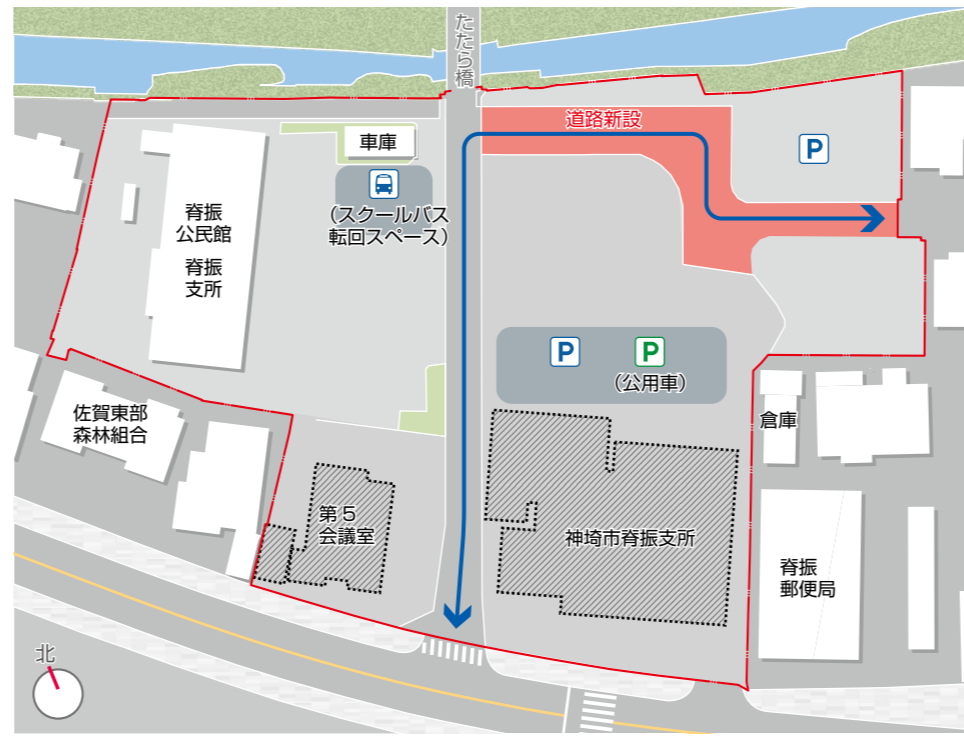 たたら橋
道路新設
車庫
P
(スクールバス
転回スペース)
脊振
公民館
脊振
支所
P
P
(公用車)
佐賀東部
森林組合
倉庫
第5
会議室
神埼市脊振支所
脊振
郵便局
北